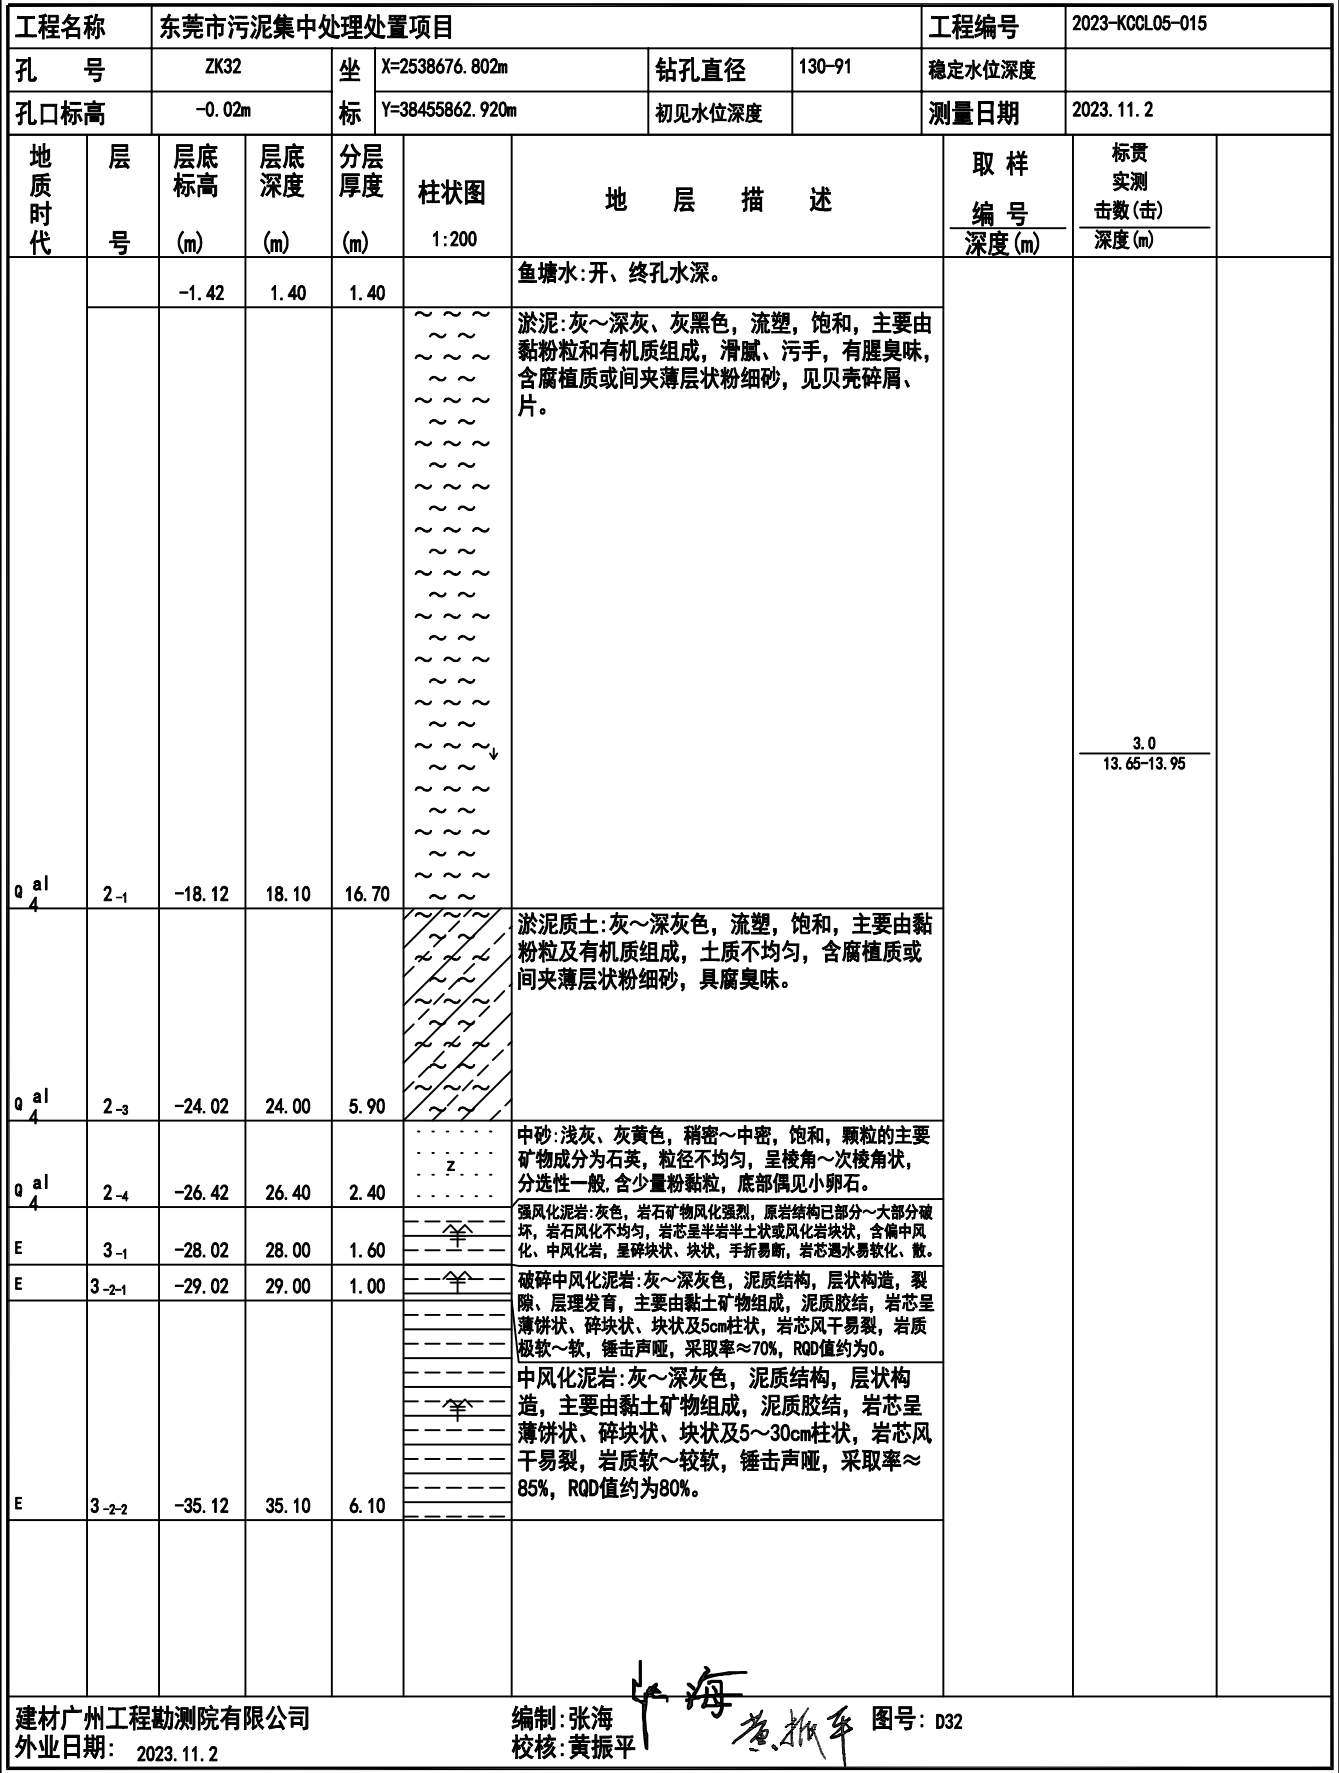 工程名称 东莞市污泥集中处理处置项目 工程编号 2023-KCCL05-015
孔 号 ZK32 坐 X=2538676.802m 钻孔直径 130-91 稳定水位深度
孔口标高 -0.02m 标 Y=38455862.920m 初见水位深度 测量日期 2023.11.2
地 层 层底 层底 分层 标贯
质 标高 深度 厚度 柱状图 地 层 描 述 取 样 实测
时 编 号 击数(击)
代 号 (m) (m) (m) 1:200 深度(m) 深度(m)
鱼塘水:开、终孔水深。
-1.42 1.40 1.40
淤泥:灰～深灰、灰黑色，流塑，饱和，主要由
黏粉粒和有机质组成，滑腻、污手，有腥臭味，
含腐植质或间夹薄层状粉细砂，见贝壳碎屑、
片。
3.0
13.65-13.95
Q al 4 2-1 -18.12 18.10 16.70
淤泥质土:灰～深灰色，流塑，饱和，主要由黏
粉粒及有机质组成，土质不均匀，含腐植质或
间夹薄层状粉细砂，具腐臭味。
Q al 4 2-3 -24.02 24.00 5.90
中砂:浅灰、灰黄色，稍密～中密，饱和，颗粒的主要
矿物成分为石英，粒径不均匀，呈棱角～次棱角状，
z
分选性一般,含少量粉黏粒，底部偶见小卵石。
Q al 4 2-4 -26.42 26.40 2.40
强风化泥岩:灰色，岩石矿物风化强烈，原岩结构已部分～大部分破
坏，岩石风化不均匀，岩芯呈半岩半土状或风化岩块状，含偏中风
化、中风化岩，呈碎块状、块状，手折易断，岩芯遇水易软化、散。
E 3-1 -28.02 28.00 1.60
破碎中风化泥岩:灰～深灰色，泥质结构，层状构造，裂
E 3-2-1 -29.02 29.00 1.00
隙、层理发育，主要由黏土矿物组成，泥质胶结，岩芯呈
薄饼状、碎块状、块状及5cm柱状，岩芯风干易裂，岩质
极软～软，锤击声哑，采取率≈70%，RQD值约为0。
中风化泥岩:灰～深灰色，泥质结构，层状构
造，主要由黏土矿物组成，泥质胶结，岩芯呈
薄饼状、碎块状、块状及5～30cm柱状，岩芯风
干易裂，岩质软～较软，锤击声哑，采取率≈
85%，RQD值约为80%。
E 3-2-2 -35.12 35.10 6.10
建材广州工程勘测院有限公司 编制:张海 张海 图号: D32
外业日期: 2023.11.2 校核:黄振平 黄振平